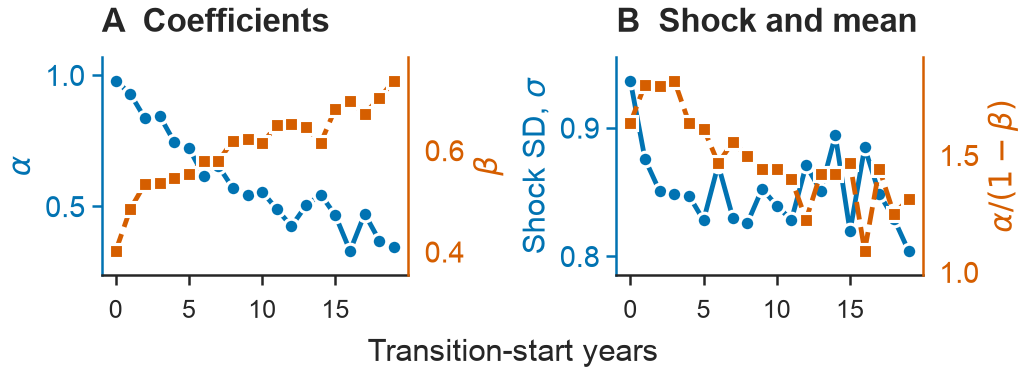 A Coefficients
1.0
0.5
α
0.6
0.4
β
0 5 10 15
B Shock and mean
Shock SD, σ
0.9
0.8
1.5
1.0
α/(1 − β)
0 5 10 15
Transition-start years